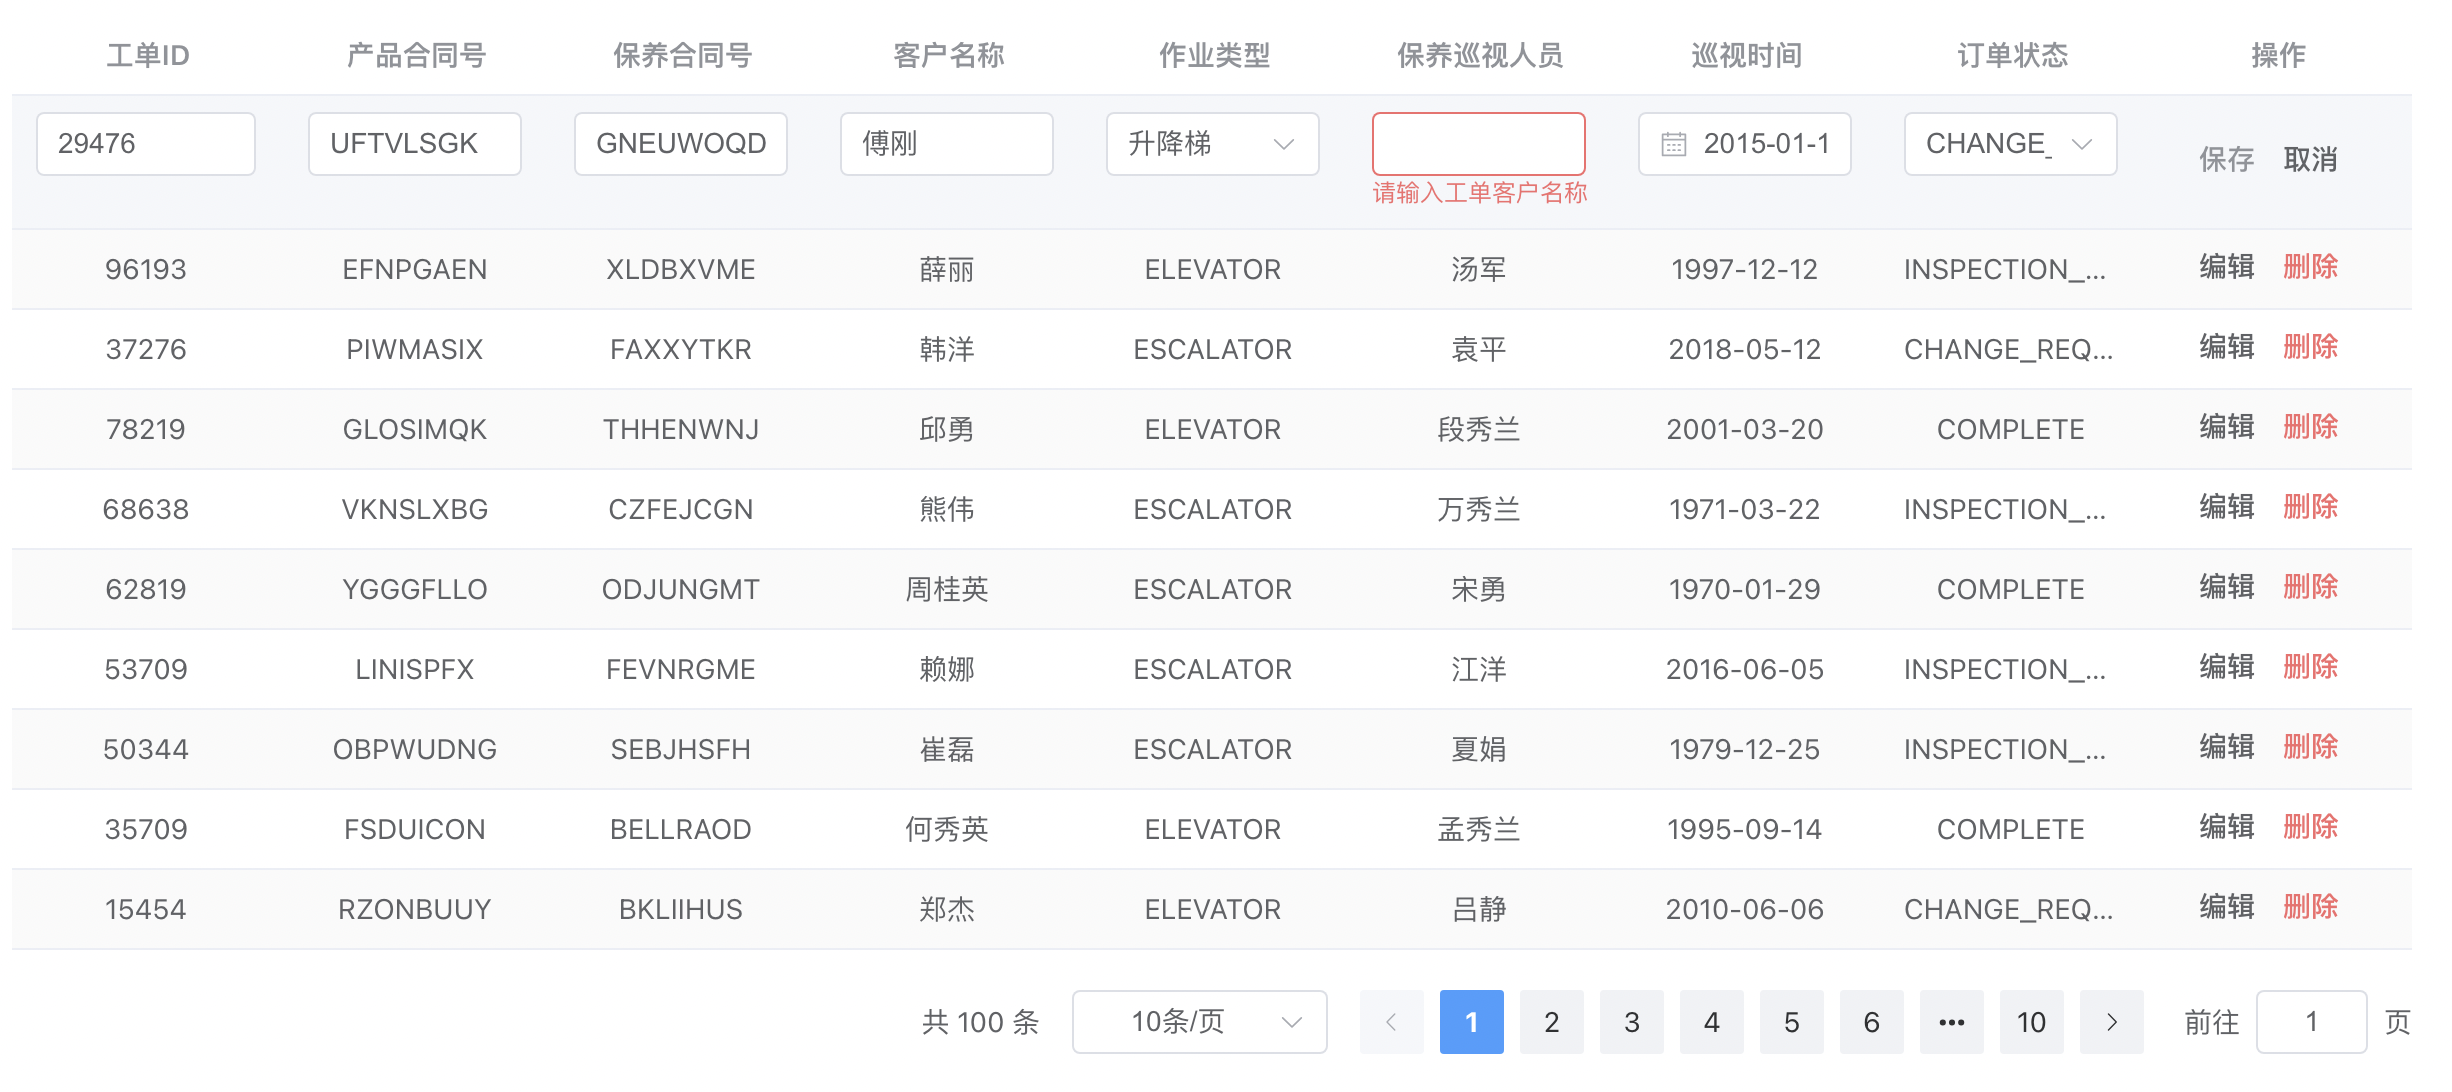 工单ID 产品合同号 保养合同号 客户名称 作业类型 保养巡视人员 巡视时间 订单状态 操作
29476 UFTVLSGK GNEUWOQD 傅刚 升降梯 2015-01-1 CHANGE_ 保存 取消
请输入工单客户名称
96193 EFNPGAEN XLDBXVME 薛丽 ELEVATOR 汤军 1997-12-12 INSPECTION_... 编辑 删除
37276 PIWMASIX FAXXYTKR 韩洋 ESCALATOR 袁平 2018-05-12 CHANGE_REQ... 编辑 删除
78219 GLOSIMQK THHENWNJ 邱勇 ELEVATOR 段秀兰 2001-03-20 COMPLETE 编辑 删除
68638 VKNSLXBG CZFEJCGN 熊伟 ESCALATOR 万秀兰 1971-03-22 INSPECTION_... 编辑 删除
62819 YGGGFLLO ODJUNGMT 周桂英 ESCALATOR 宋勇 1970-01-29 COMPLETE 编辑 删除
53709 LINISPFX FEVNRGME 赖娜 ESCALATOR 江洋 2016-06-05 INSPECTION_... 编辑 删除
50344 OBPWUDNG SEBJHSFH 崔磊 ESCALATOR 夏娟 1979-12-25 INSPECTION_... 编辑 删除
35709 FSDUICON BELLRAOD 何秀英 ELEVATOR 孟秀兰 1995-09-14 COMPLETE 编辑 删除
15454 RZONBUUY BKLIIHUS 郑杰 ELEVATOR 吕静 2010-06-06 CHANGE_REQ... 编辑 删除
共 100 条 10条/页 1 2 3 4 5 6 ••• 10 前往 1 页